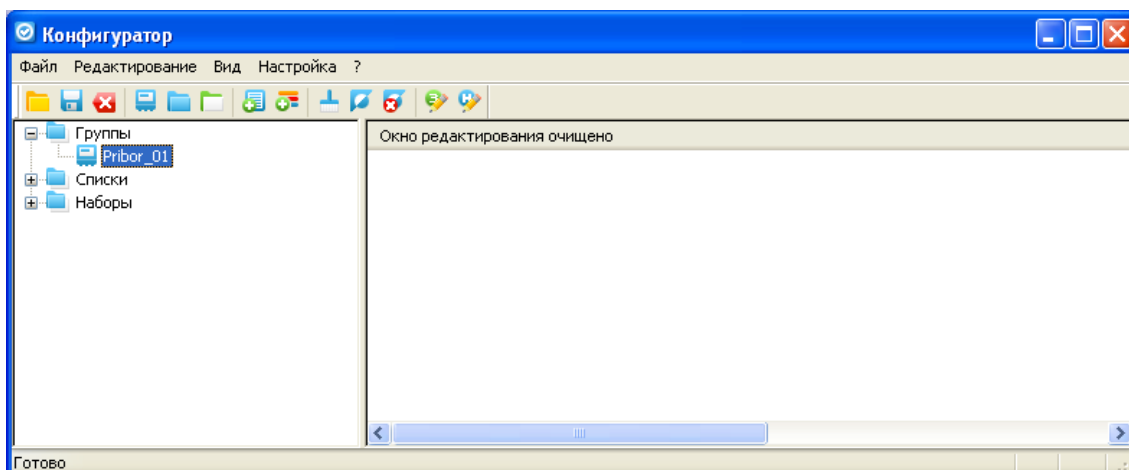 Конфигуратор
Файл Редактирование Вид Настройка ?
Группы
Pribor_01
Списки
Наборы
Окно редактирования очищено
Готово